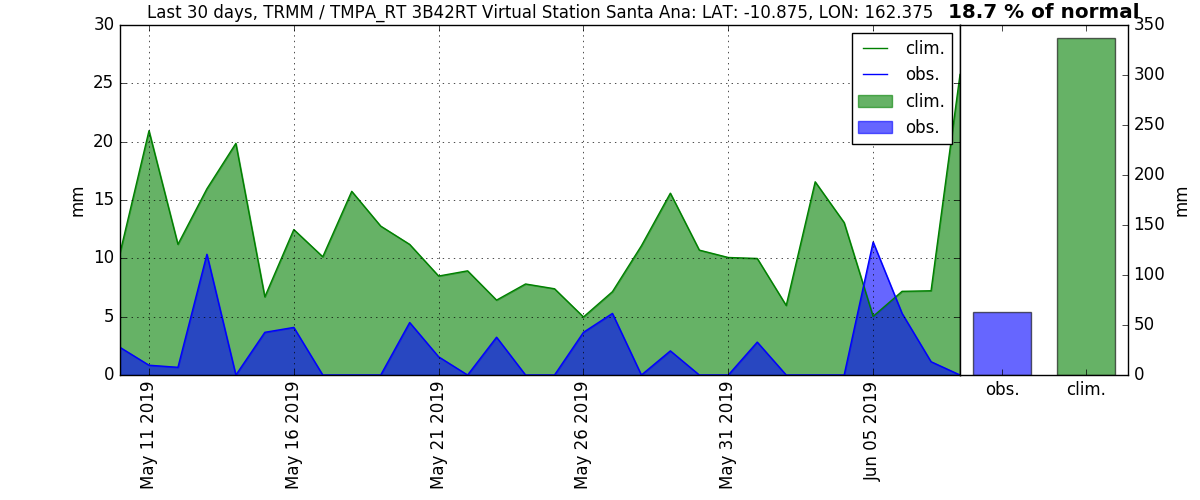 Last 30 days, TRMM / TMPA_RT 3B42RT Virtual Station Santa Ana: LAT: -10.875, LON: 162.375
18.7 % of normal
30
25
20
15
10
5
0
mm
clim.
obs.
clim.
obs.
May 11 2019
May 16 2019
May 21 2019
May 26 2019
May 31 2019
Jun 05 2019
350
300
250
200
150
100
50
0
mm
obs.
clim.